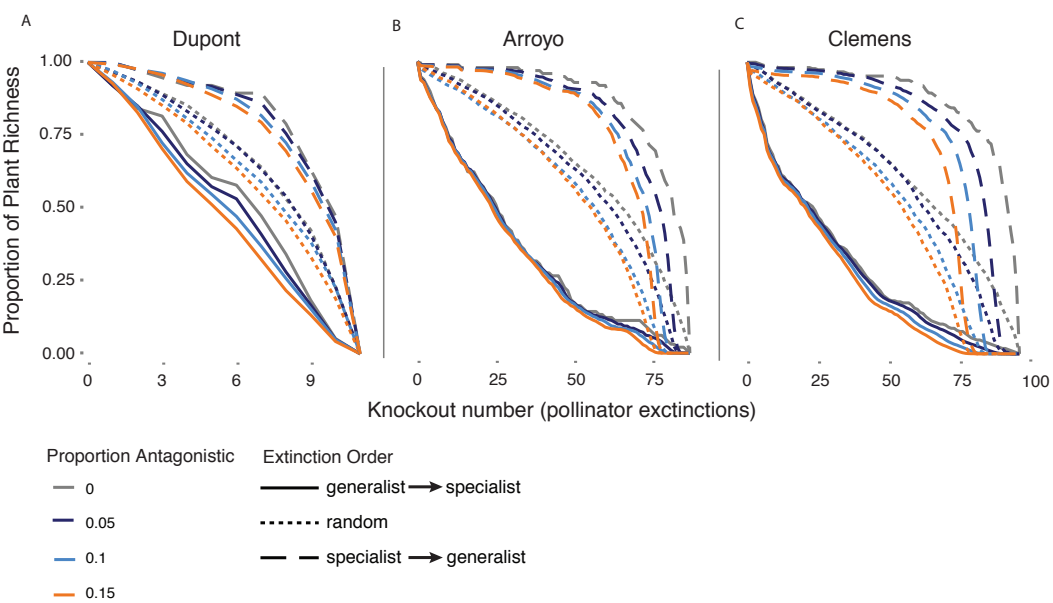 A
B
C
Dupont
Arroyo
Clemens
Proportion of Plant Richness
1.00
0.75
0.50
0.25
0.00
0 3 6 9
0 25 50 75
0 25 50 75 100
Knockout number (pollinator exctinctions)
Proportion Antagonistic
0
0.05
0.1
0.15
Extinction Order
generalist → specialist
random
specialist → generalist